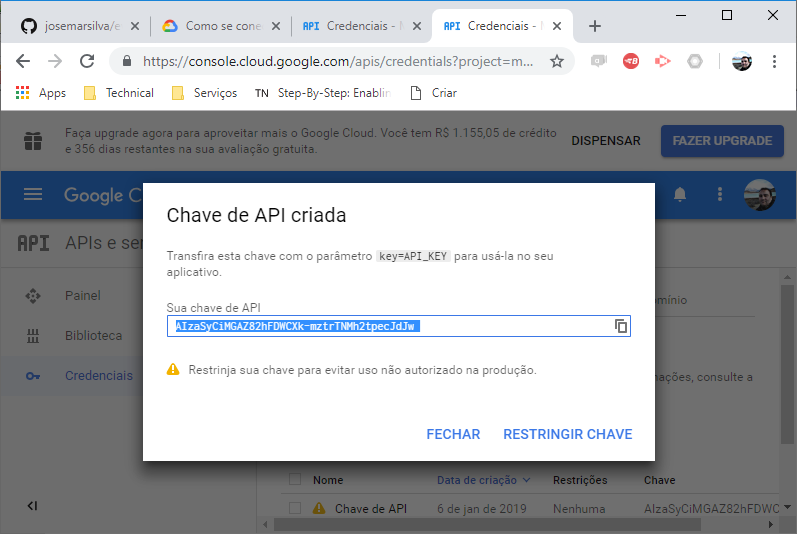 josemarsilva/e
Como se cone
Credenciais - M
Credenciais - M
https://console.cloud.google.com/apis/credentials?project=m...
Apps
Technical
Serviços
TN Step-By-Step: Enablin
Criar
Faça upgrade agora para aproveitar mais o Google Cloud. Você tem R$ 1.155,05 de crédito
e 356 dias restantes na sua avaliação gratuita.
DISPENSAR
FAZER UPGRADE
Google C
API APIs e ser
Painel
Biblioteca
Credenciais
Chave de API criada
Transfira esta chave com o parâmetro key=API_KEY para usá-la no seu
aplicativo.
Sua chave de API
AIzaSyCiMGAZ82hFDWCXk-mztrTNMh2tpecJdJw
Restrinja sua chave para evitar uso não autorizado na produção.
FECHAR
RESTRINGIR CHAVE
omínio
mações, consulte a
Nome
Data de criação
Restrições
Chave
Chave de API
6 de jan de 2019
Nenhuma
AIzaSyCiMGAZ82hFDWC